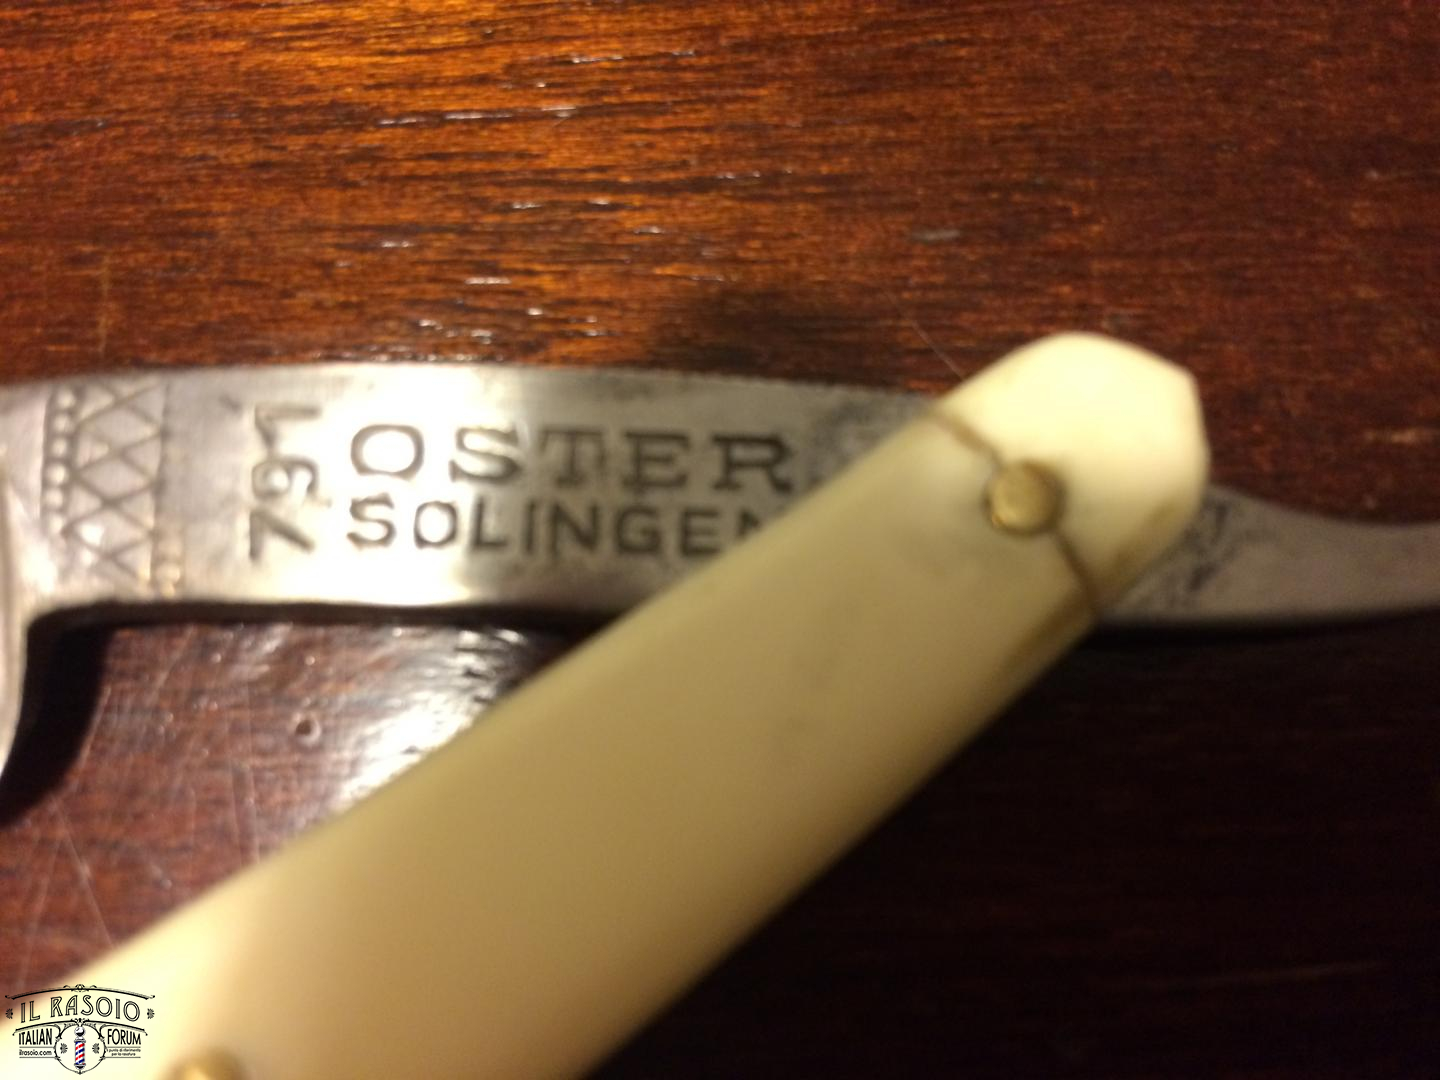 791
OSTER
SOLINGEN
IL RASOIO
ITALIAN
FORUM
ilrasoio.com